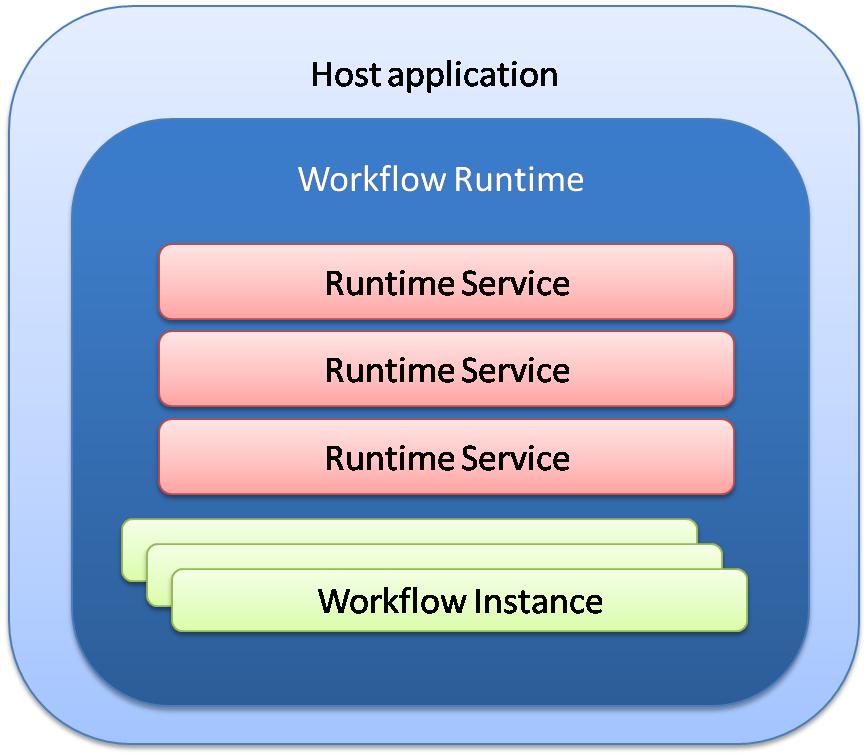 Host application
Workflow Runtime
Runtime Service
Runtime Service
Runtime Service
Workflow Instance